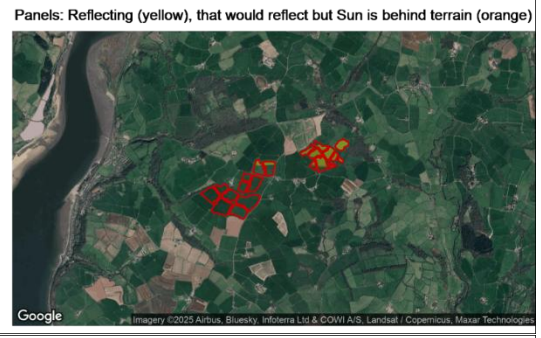 Panels: Reflecting (yellow), that would reflect but Sun is behind terrain (orange)
Google
Imagery ©2025 Airbus, Bluesky, Infoterra Ltd & COWI A/S, Landsat / Copernicus, Maxar Technologies